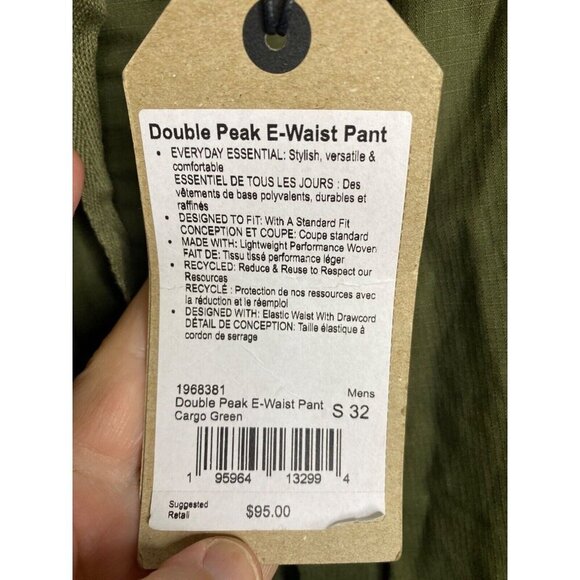 Double Peak E-Waist Pant
• EVERYDAY ESSENTIAL: Stylish, versatile &
comfortable
ESSENTIEL DE TOUS LES JOURS : Des
vêtements de base polyvalents, durables et
raffinés
• DESIGNED TO FIT: With A Standard Fit
CONCEPTION ET COUPE: Coupe standard
• MADE WITH: Lightweight Performance Woven
FAIT DE: Tissu tissé performance léger
• RECYCLED: Reduce & Reuse to Respect our
Resources
RECYCLÉ : Protection de nos ressources avec
la réduction et le réemploi
• DESIGNED WITH: Elastic Waist With Drawcord
DÉTAIL DE CONCEPTION: Taille élastique à
cordon de serrage
1968381 Mens
Double Peak E-Waist Pant S 32
Cargo Green
1 95964 13299 4
Suggested
Retail $95.00